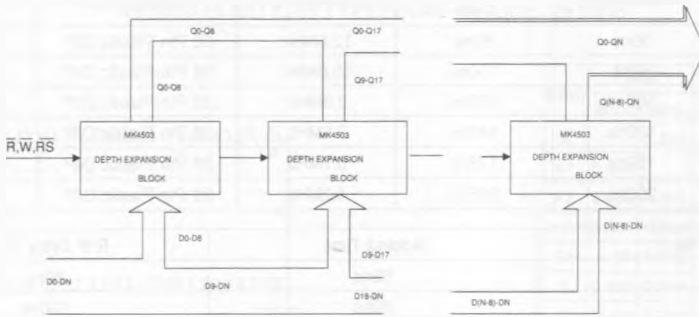 Q0-Q8
Q0-Q17
Q0-QN
Q0-Q8
Q9-Q17
Q(N-8)-QN
R,W,RS
MK4503
DEPTH EXPANSION
BLOCK
MK4503
DEPTH EXPANSION
BLOCK
MK4503
DEPTH EXPANSION
BLOCK
D0-D8
D9-D17
D(N-8)-DN
D0-DN
D9-DN
D18-DN
D(N-8)-DN